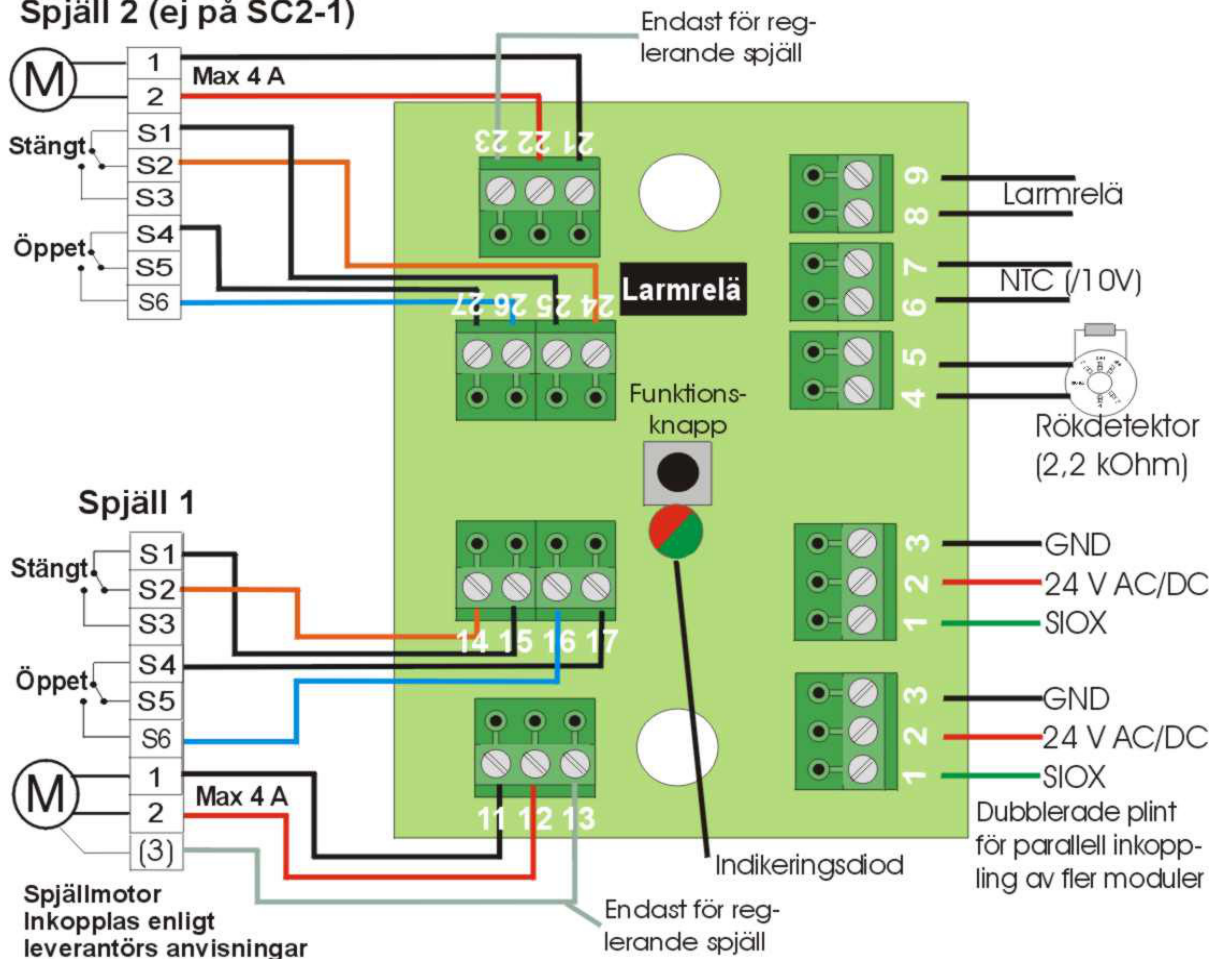 Spjäll 2 (ej på SC2-1)
M
1
Max 4 A
2
Stängt
S1
S2
S3
Öppet
S4
S5
S6
Endast för reg-
lerande spjäll
23 22 21
27 26 25 24
Larmrelä
Funktions-
knapp
9
8
Larmrelä
7
6
NTC (/10V)
5
4
Rökdetektor
(2,2 kOhm)
Spjäll 1
Stängt
S1
S2
S3
Öppet
S4
S5
S6
M
1
Max 4 A
2
(3)
Spjällmotor
Inkopplas enligt
leverantörs anvisningar
14 15 16 17
11 12 13
3 GND
2 24 V AC/DC
1 SIOX
3 GND
2 24 V AC/DC
1 SIOX
Dubblerade plint
för parallell inkopp-
ling av fler moduler
Indikeringsdiod
Endast för reg-
lerande spjäll